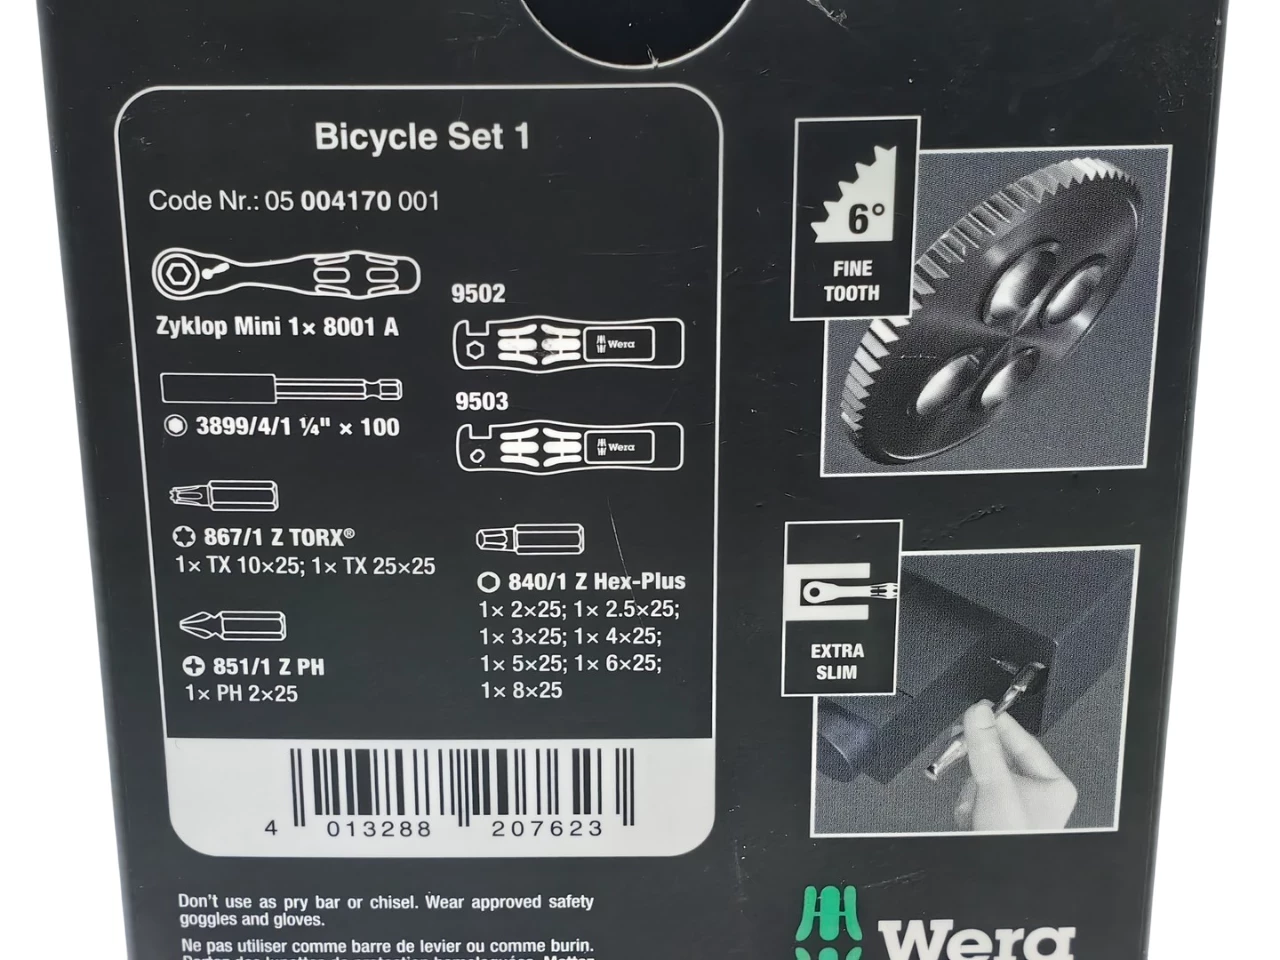 Bicycle Set 1
Code Nr.: 05 004170 001
Zyklop Mini 1× 8001 A
3899/4/1 ¼" × 100
867/1 Z TORX®
1× TX 10×25; 1× TX 25×25
851/1 Z PH
1× PH 2×25
9502
Wera
9503
Wera
840/1 Z Hex-Plus
1× 2×25; 1× 2.5×25;
1× 3×25; 1× 4×25;
1× 5×25; 1× 6×25;
1× 8×25
4 013288 207623
Don't use as pry bar or chisel. Wear approved safety
goggles and gloves.
Ne pas utiliser comme barre de levier ou comme burin.
6°
FINE
TOOTH
EXTRA
SLIM
Wera